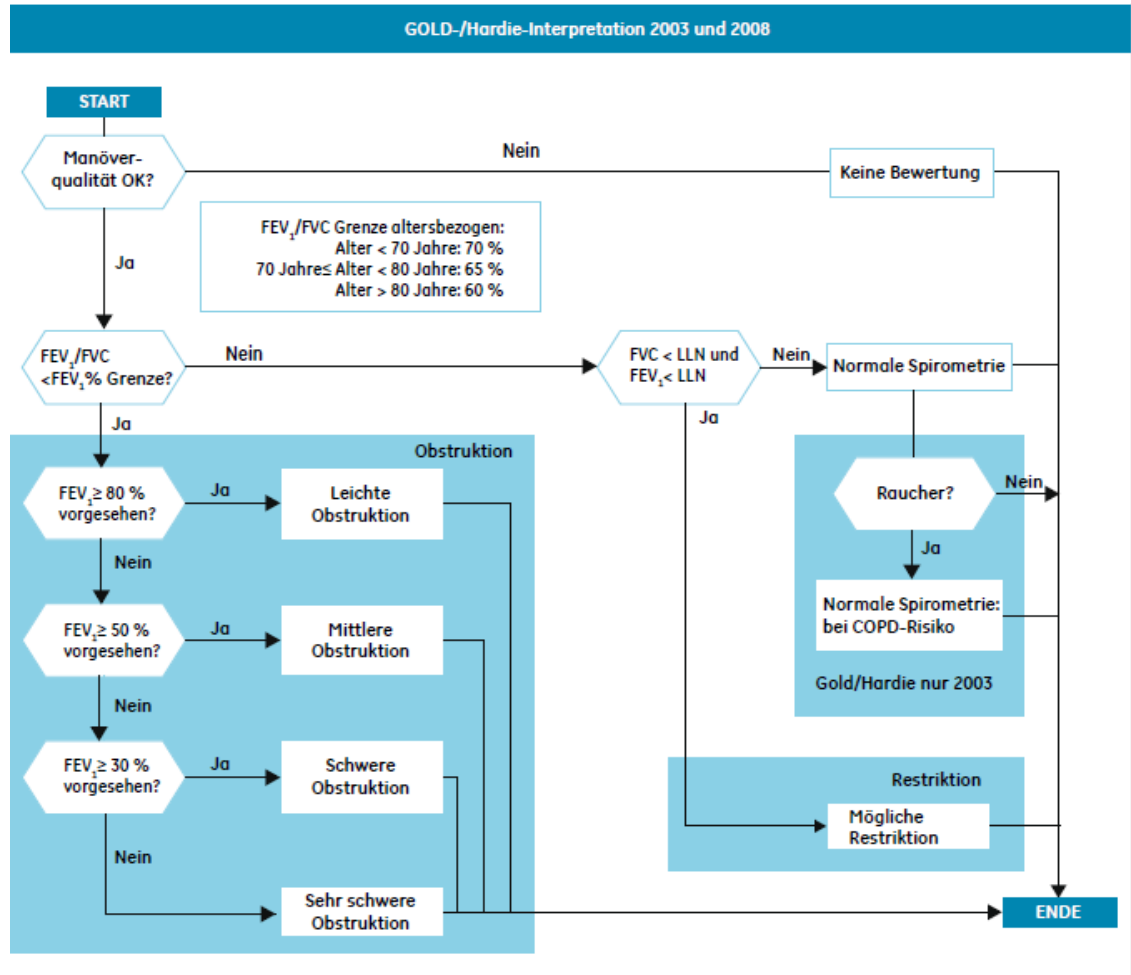 GOLD-/Hardie-Interpretation 2003 und 2008
START
Manöver-
qualität OK?
Nein
Keine Bewertung
Ja
FEV₁/FVC Grenze altersbezogen:
Alter < 70 Jahre: 70 %
70 Jahre≤ Alter < 80 Jahre: 65 %
Alter > 80 Jahre: 60 %
FEV₁/FVC
<FEV₁% Grenze?
Nein
FVC < LLN und
FEV₁< LLN
Nein
Normale Spirometrie
Ja
Ja
Obstruktion
FEV₁≥ 80 %
vorgesehen?
Ja
Leichte
Obstruktion
Raucher?
Nein
Nein
Ja
FEV₁≥ 50 %
vorgesehen?
Ja
Mittlere
Obstruktion
Normale Spirometrie:
bei COPD-Risiko
Gold/Hardie nur 2003
Nein
FEV₁≥ 30 %
vorgesehen?
Ja
Schwere
Obstruktion
Restriktion
Mögliche
Restriktion
Nein
Sehr schwere
Obstruktion
ENDE